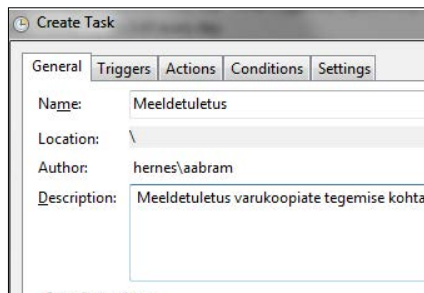 Create Task
General Triggers Actions Conditions Settings
Name: Meeldetuletus
Location: \
Author: hernes\aabram
Description: Meeldetuletus varukoopiate tegemise kohta